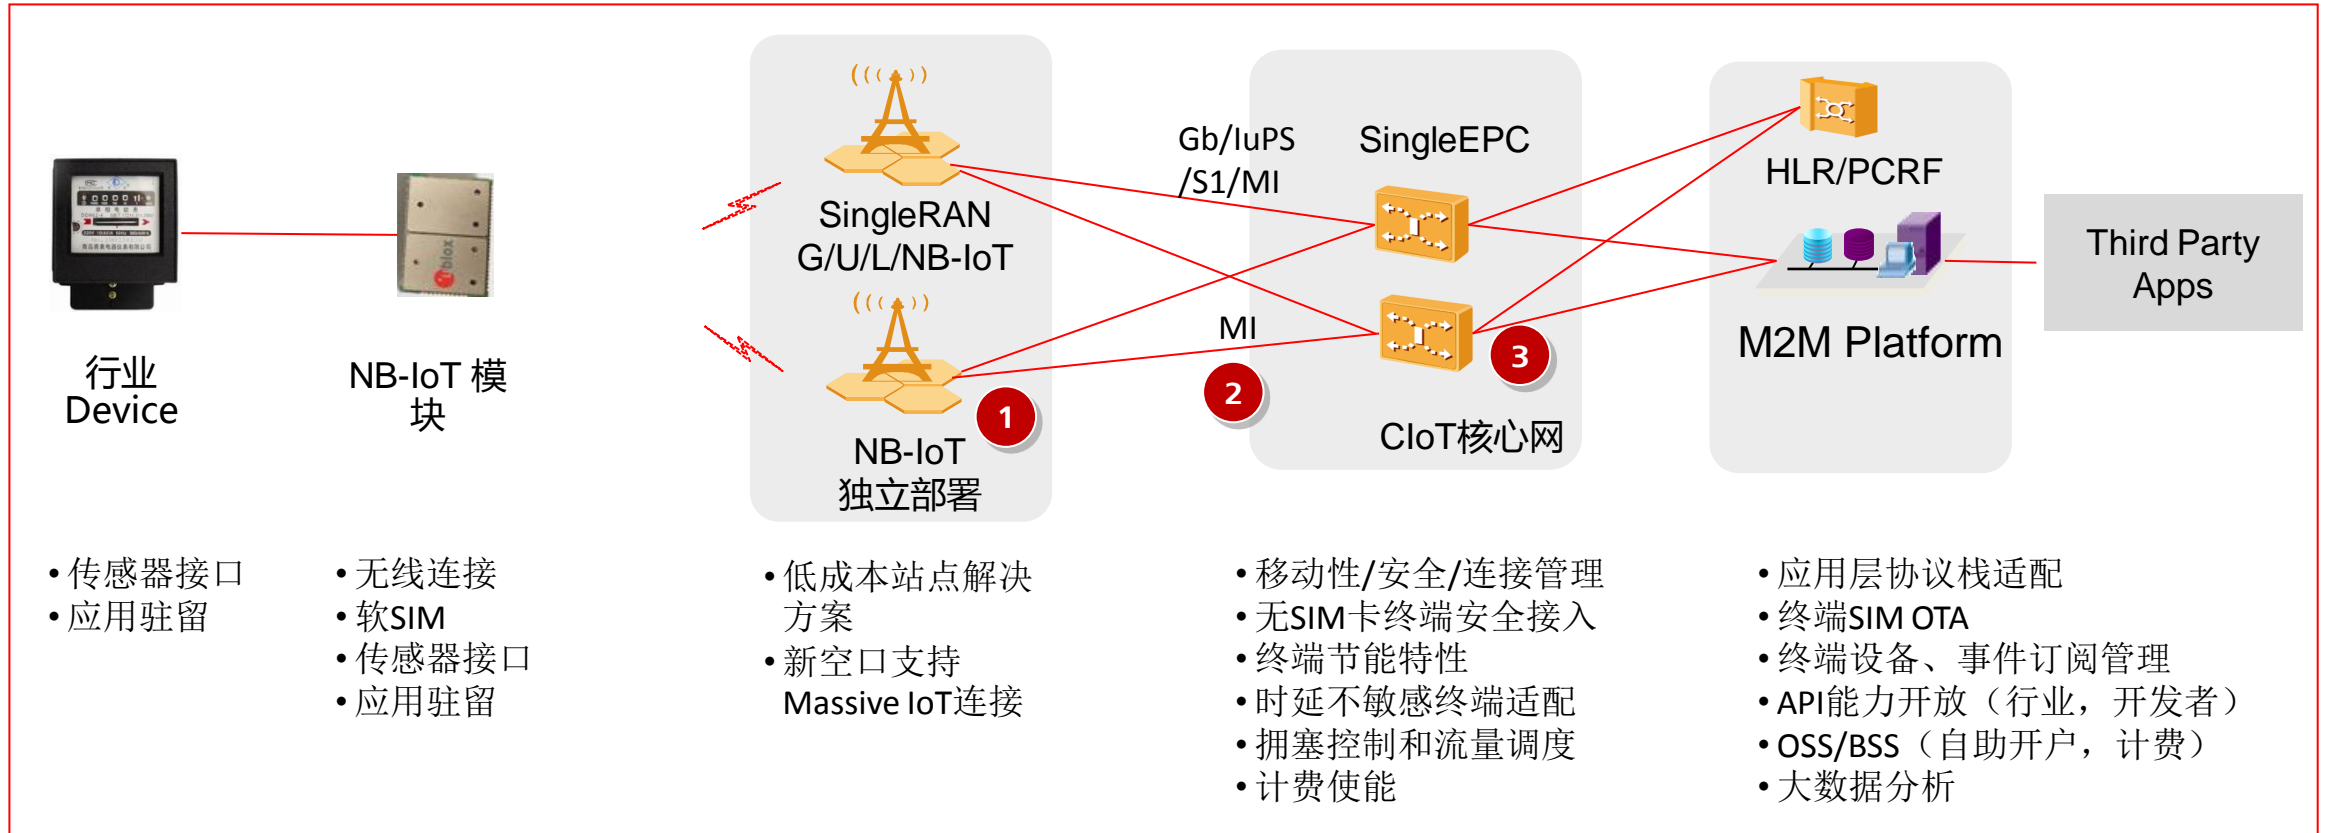 Gb/IuPS
/S1/MI
SingleEPC
HLR/PCRF
SingleRAN
G/U/L/NB-IoT
Third Party
Apps
MI
M2M Platform
行业
Device
NB-IoT 模
块
ublox
1
2
3
NB-IoT
独立部署
CIoT核心网
•传感器接口
•应用驻留
•无线连接
•软SIM
•传感器接口
•应用驻留
•低成本站点解决
方案
•新空口支持
Massive IoT连接
•移动性/安全/连接管理
•无SIM卡终端安全接入
•终端节能特性
•时延不敏感终端适配
•拥塞控制和流量调度
•计费使能
•应用层协议栈适配
•终端SIM OTA
•终端设备、事件订阅管理
•API能力开放（行业，开发者）
•OSS/BSS（自助开户，计费）
•大数据分析